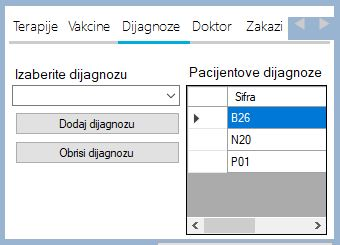 Terapije Vakcine Dijagnoze Doktor Zakazi
Izaberite dijagnozu
Dodaj dijagnozu
Obrisi dijagnozu
Pacijentove dijagnoze
Sifra
B26
N20
P01